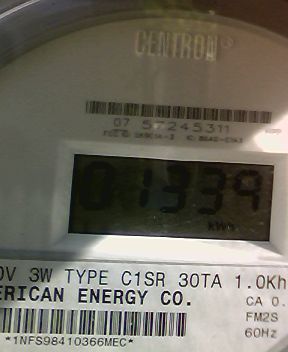 CENTRON®
07 57245311
01339
kWh
0V 3W TYPE C1SR 30TA 1.0Kh
ERICAN ENERGY CO.
CA 0.
FM2S
60Hz
*1NFS98410366MEC*